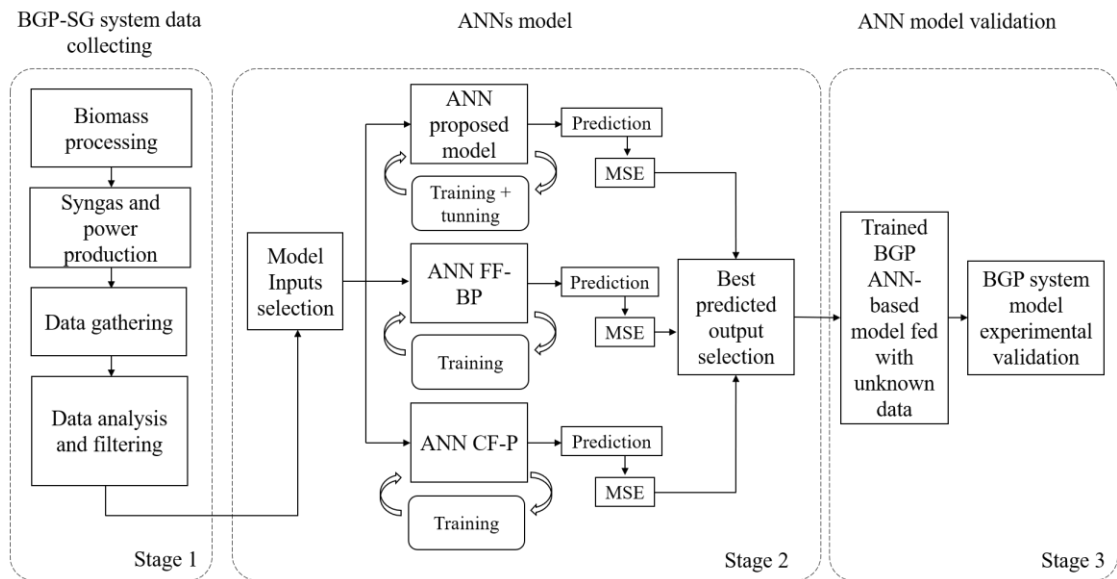 BGP-SG system data
collecting
Biomass
processing
Syngas and
power
production
Data gathering
Data analysis
and filtering
Stage 1
ANNs model
Model
Inputs
selection
ANN
proposed
model
Training +
tunning
Prediction
MSE
ANN FF-
BP
Training
Prediction
MSE
ANN CF-P
Training
Prediction
MSE
Best
predicted
output
selection
Stage 2
ANN model validation
Trained
BGP
ANN-
based
model fed
with
unknown
data
BGP system
model
experimental
validation
Stage 3